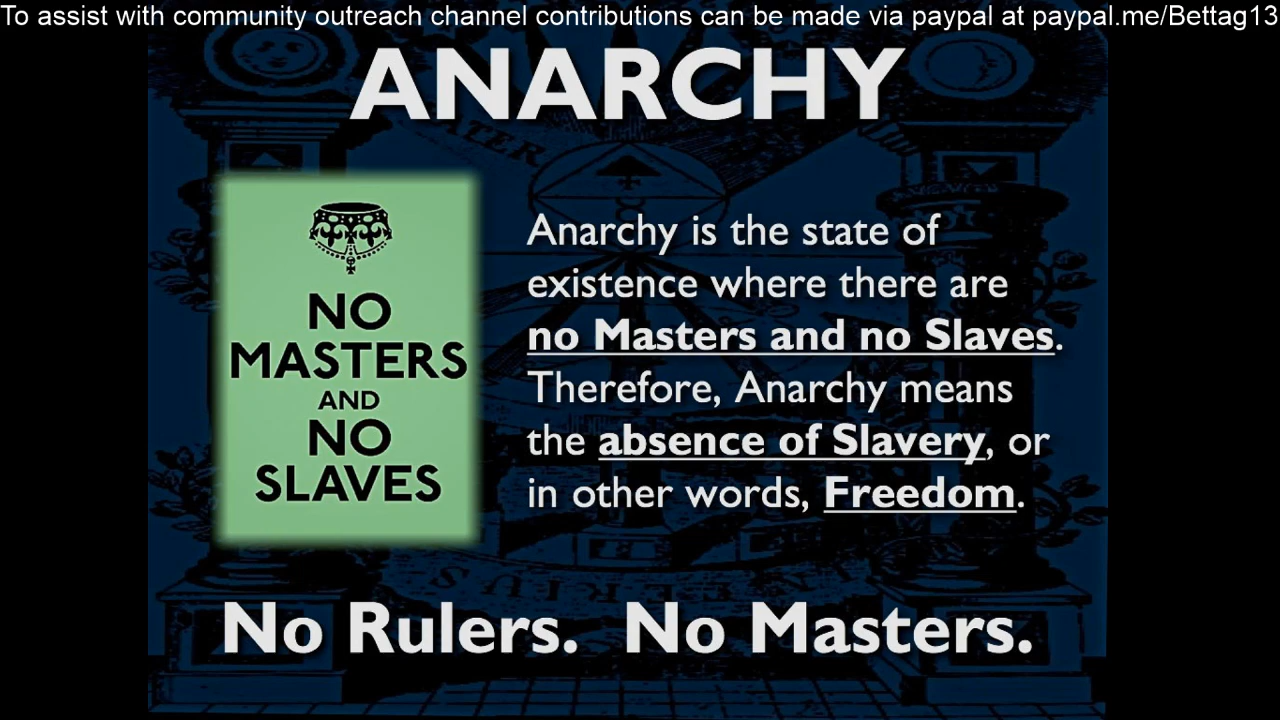 To assist with community outreach channel contributions can be made via paypal at paypal.me/Bettag13
ANARCHY
NO
MASTERS
AND
NO
SLAVES
Anarchy is the state of
existence where there are
no Masters and no Slaves.
Therefore, Anarchy means
the absence of Slavery, or
in other words, Freedom.
No Rulers.  No Masters.